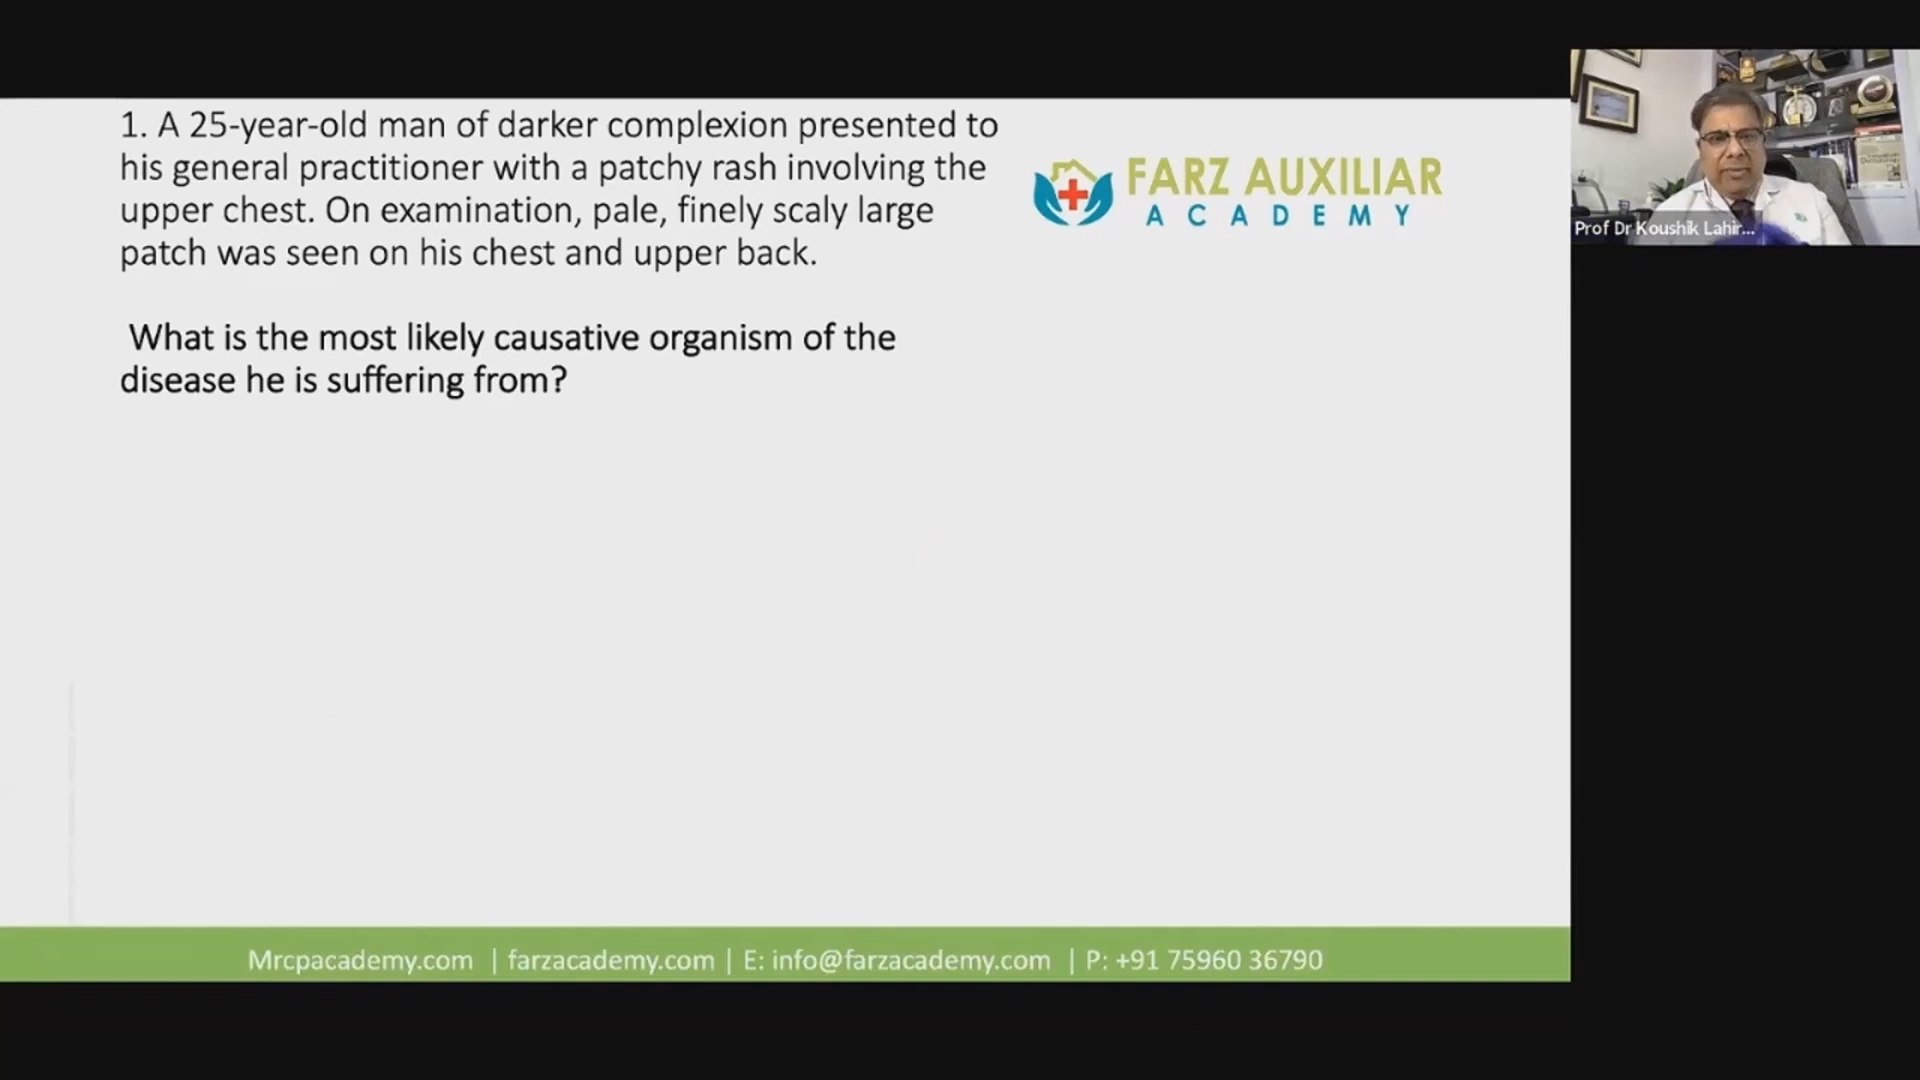 1. A 25-year-old man of darker complexion presented to
his general practitioner with a patchy rash involving the
upper chest. On examination, pale, finely scaly large
patch was seen on his chest and upper back.
What is the most likely causative organism of the
disease he is suffering from?
FARZ AUXILIAR
ACADEMY
Prof Dr Koushik Lahir...
Mrcpacademy.com | farzacademy.com | E: info@farzacademy.com | P: +91 75960 36790